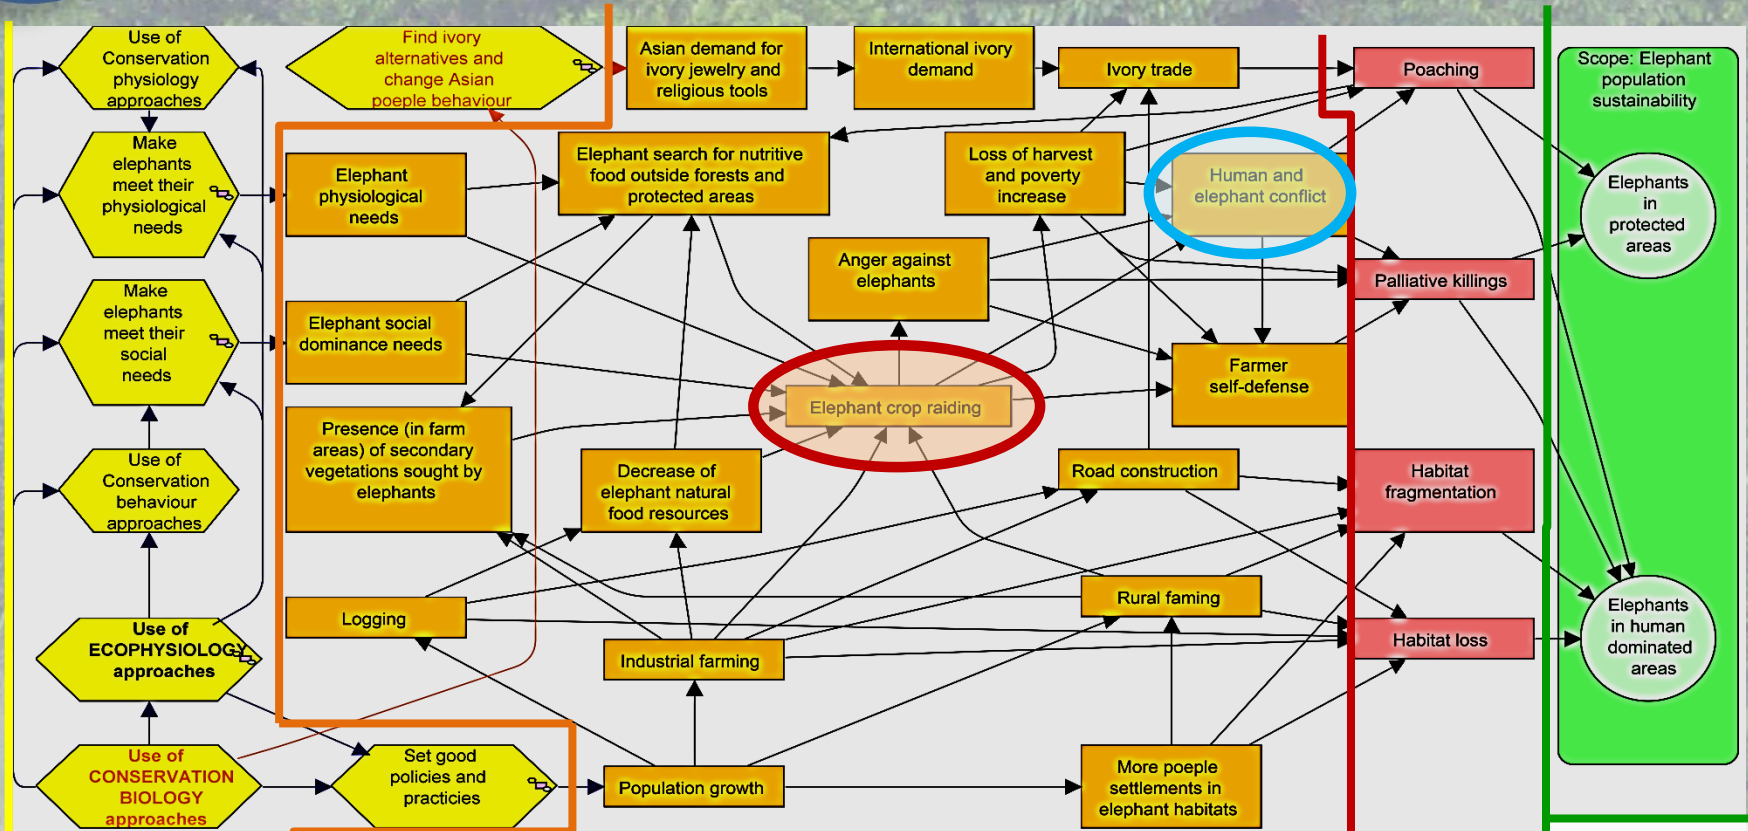 Use of
Conservation
physiology
approaches
Find ivory
alternatives and
change Asian
poeple behaviour
Asian demand for
ivory jewelry and
religious tools
International ivory
demand
Ivory trade
Poaching
Scope: Elephant
population
sustainability
Make
elephants
meet their
physiological
needs
Elephant
physiological
needs
Elephant search for nutritive
food outside forests and
protected areas
Loss of harvest
and poverty
increase
Human and
elephant conflict
Elephants
in
protected
areas
Anger against
elephants
Palliative killings
Make
elephants
meet their
social
needs
Elephant social
dominance needs
Farmer
self-defense
Elephant crop raiding
Presence (in farm
areas) of secondary
vegetations sought by
elephants
Use of
Conservation
behaviour
approaches
Decrease of
elephant natural
food resources
Road construction
Habitat
fragmentation
Logging
Rural faming
Elephants
in human
dominated
areas
Use of
ECOPHYSIOLOGY
approaches
Industrial farming
Habitat loss
Use of
CONSERVATION
BIOLOGY
approaches
Set good
policies and
practicies
Population growth
More poeple
settlements in
elephant habitats